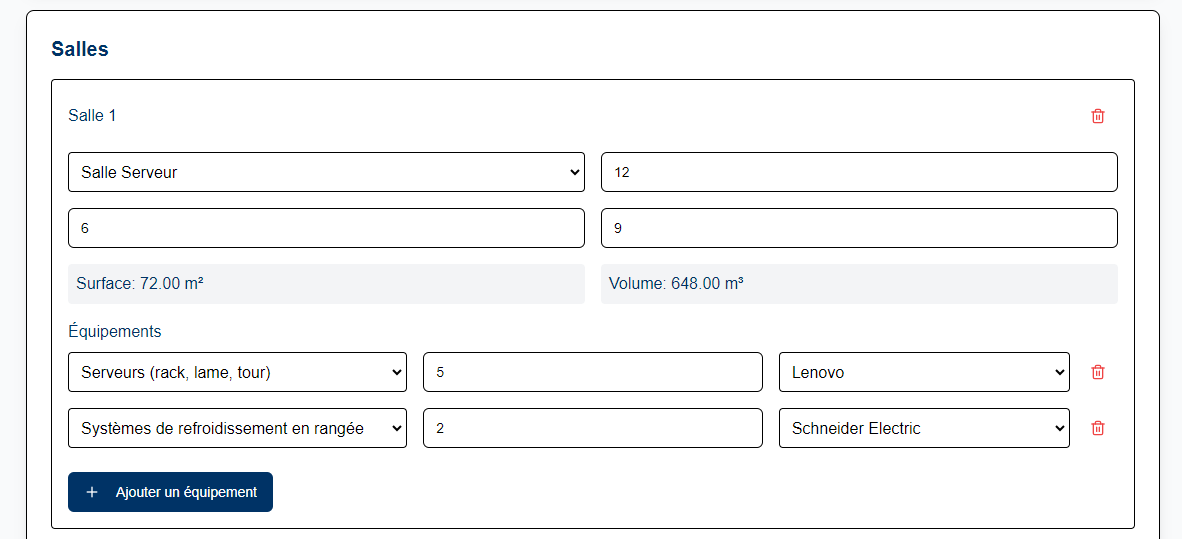 Salles
Salle 1
Salle Serveur 12
6 9
Surface: 72.00 m² Volume: 648.00 m³
Équipements
Serveurs (rack, lame, tour) 5 Lenovo
Systèmes de refroidissement en rangée 2 Schneider Electric
+ Ajouter un équipement